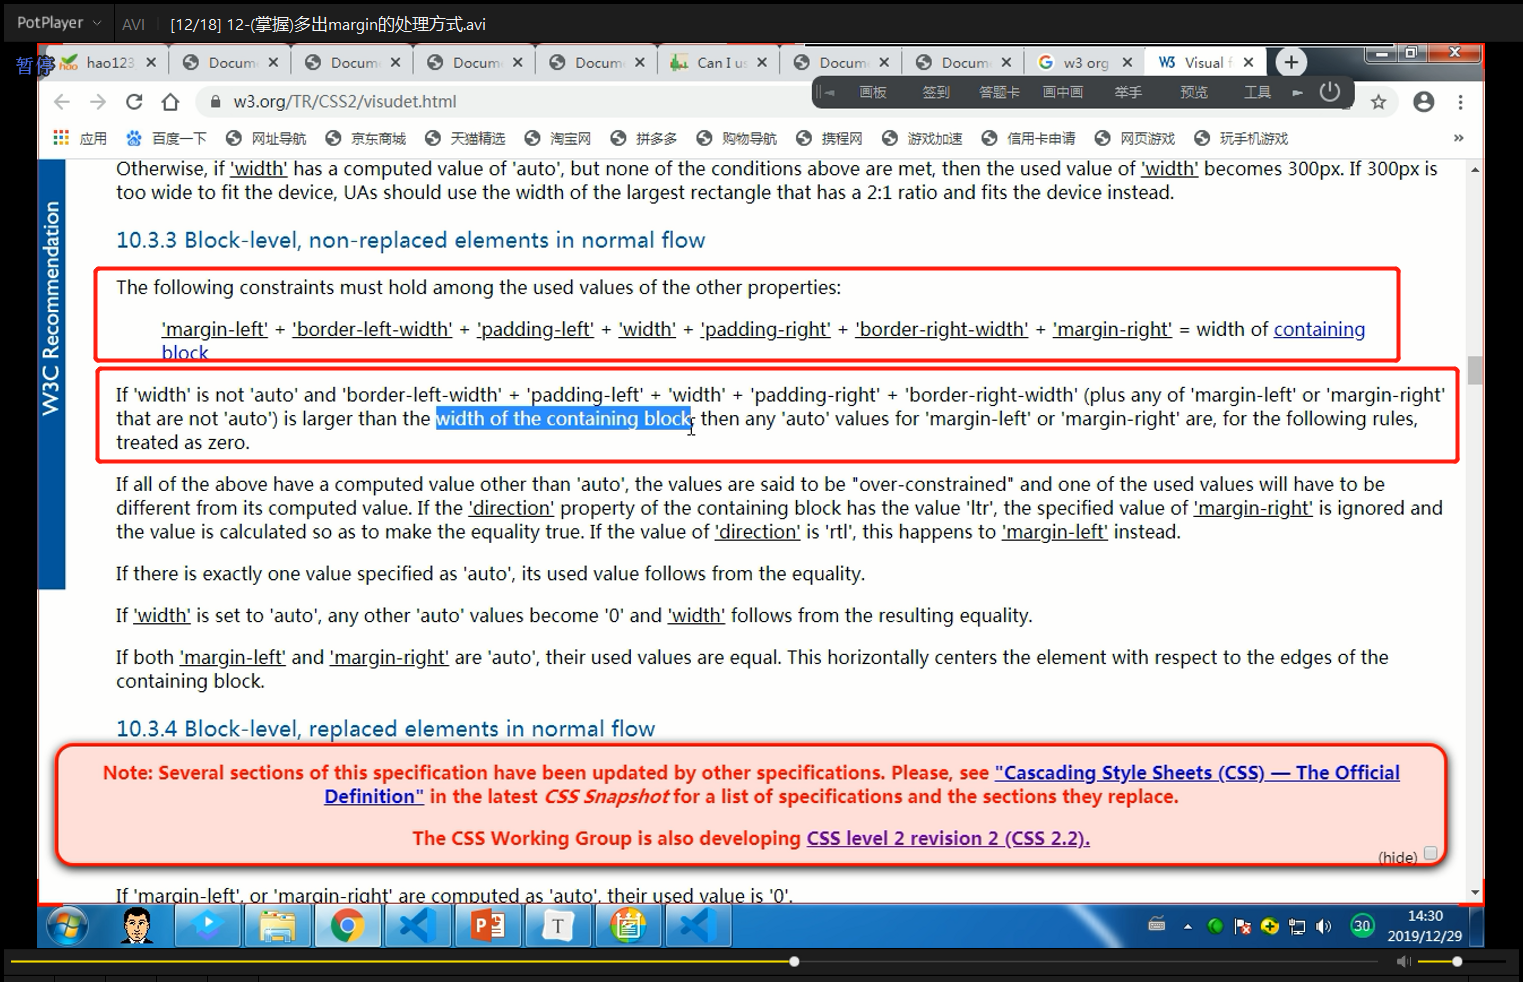 PotPlayer AVI [12/18] 12-(掌握)多出margin的处理方式.avi
暂停
hao123 Docum Docum Docum Docum Can I us Docum Docum w3 org W3 Visual f
w3.org/TR/CSS2/visudet.html
画板 签到 答题卡 画中画 举手 预览 工具
应用 百度一下 网址导航 京东商城 天猫精选 淘宝网 拼多多 购物导航 携程网 游戏加速 信用卡申请 网页游戏 玩手机游戏 »
W3C Recommendation
Otherwise, if 'width' has a computed value of 'auto', but none of the conditions above are met, then the used value of 'width' becomes 300px. If 300px is
too wide to fit the device, UAs should use the width of the largest rectangle that has a 2:1 ratio and fits the device instead.
10.3.3 Block-level, non-replaced elements in normal flow
The following constraints must hold among the used values of the other properties:
'margin-left' + 'border-left-width' + 'padding-left' + 'width' + 'padding-right' + 'border-right-width' + 'margin-right' = width of containing
block
If 'width' is not 'auto' and 'border-left-width' + 'padding-left' + 'width' + 'padding-right' + 'border-right-width' (plus any of 'margin-left' or 'margin-right'
that are not 'auto') is larger than the width of the containing block, then any 'auto' values for 'margin-left' or 'margin-right' are, for the following rules,
treated as zero.
If all of the above have a computed value other than 'auto', the values are said to be "over-constrained" and one of the used values will have to be
different from its computed value. If the 'direction' property of the containing block has the value 'ltr', the specified value of 'margin-right' is ignored and
the value is calculated so as to make the equality true. If the value of 'direction' is 'rtl', this happens to 'margin-left' instead.
If there is exactly one value specified as 'auto', its used value follows from the equality.
If 'width' is set to 'auto', any other 'auto' values become '0' and 'width' follows from the resulting equality.
If both 'margin-left' and 'margin-right' are 'auto', their used values are equal. This horizontally centers the element with respect to the edges of the
containing block.
10.3.4 Block-level, replaced elements in normal flow
Note: Several sections of this specification have been updated by other specifications. Please, see "Cascading Style Sheets (CSS) — The Official
Definition" in the latest CSS Snapshot for a list of specifications and the sections they replace.
The CSS Working Group is also developing CSS level 2 revision 2 (CSS 2.2).
(hide)
If 'margin-left', or 'margin-right' are computed as 'auto', their used value is '0'.
P T 30 14:30
2019/12/29